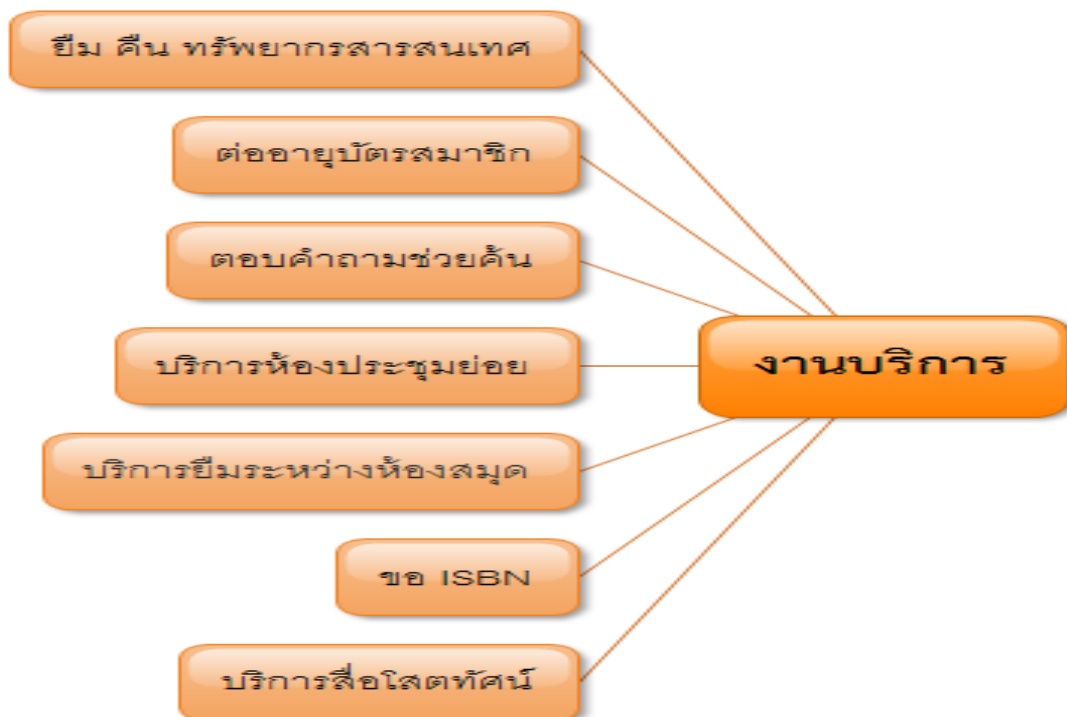 ยืม คืน ทรัพยากรสารสนเทศ
ต่ออายุบัตรสมาชิก
ตอบคำถามช่วยค้น
บริการห้องประชุมย่อย
งานบริการ
บริการยืมระหว่างห้องสมุด
ขอ ISBN
บริการสื่อโสตทัศน์